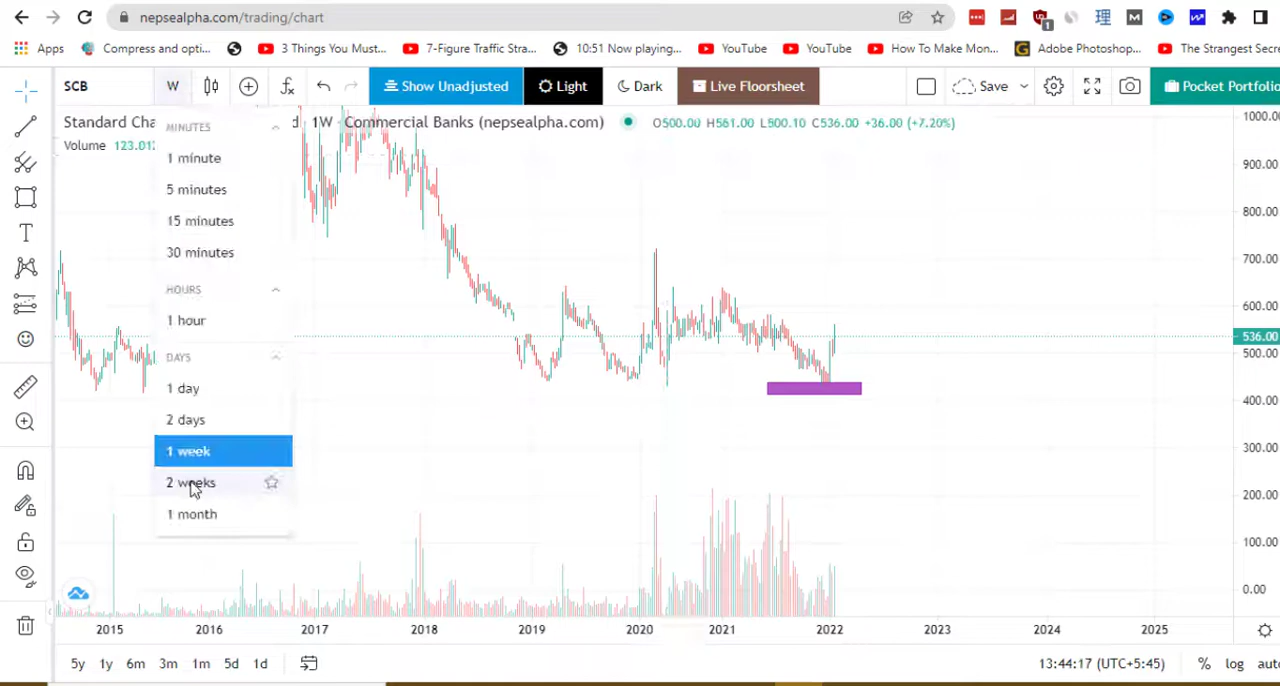 nepsealpha.com/trading/chart
1
Apps
Compress and opti...
3 Things You Must...
7-Figure Traffic Stra...
10:51 Now playing...
YouTube
YouTube
How To Make Mon...
Adobe Photoshop...
The Strangest Secre
SCB
W
Show Unadjusted
Light
Dark
Live Floorsheet
Save
Pocket Portfolio
Standard Cha
d · 1W · Commercial Banks (nepsealpha.com)
O500.00 H561.00 L500.10 C536.00 +36.00 (+7.20%)
Volume 123.012
MINUTES
1 minute
5 minutes
15 minutes
30 minutes
HOURS
1 hour
DAYS
1 day
2 days
1 week
2 weeks
1 month
1000.00
900.00
800.00
700.00
600.00
536.00
500.00
400.00
300.00
200.00
100.00
0.00
2015
2016
2017
2018
2019
2020
2021
2022
2023
2024
2025
5y
1y
6m
3m
1m
5d
1d
13:44:17 (UTC+5:45)
%
log
auto